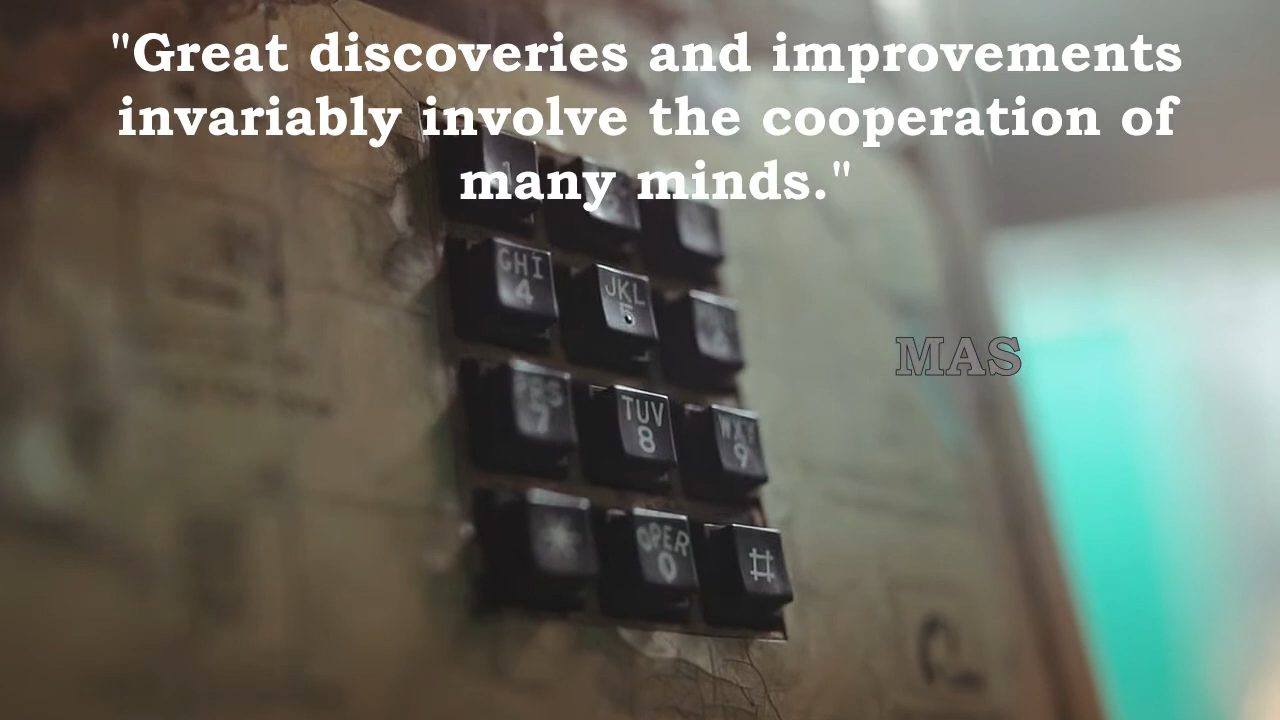 "Great discoveries and improvements
invariably involve the cooperation of
many minds."
MAS
GHI
4
JKL
5
7
TUV
8
9
*
OPER
0
#